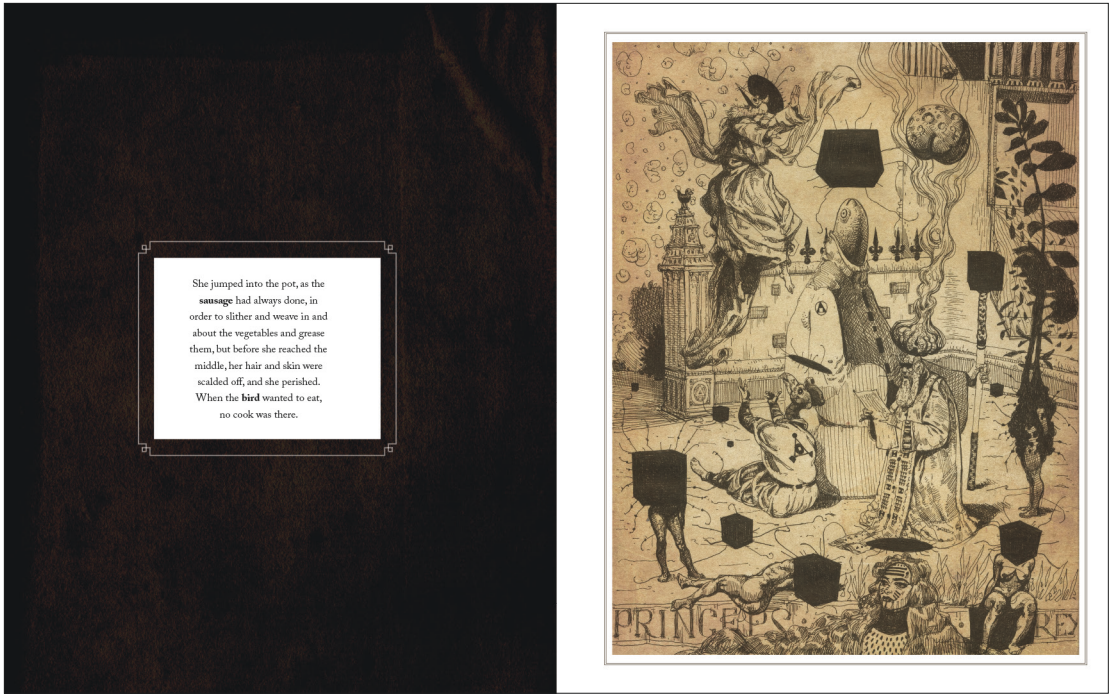 She jumped into the pot, as the
sausage had always done, in
order to slither and weave in and
about the vegetables and grease
them, but before she reached the
middle, her hair and skin were
scalded off, and she perished.
When the bird wanted to eat,
no cook was there.
A
PRINCEPS
REX